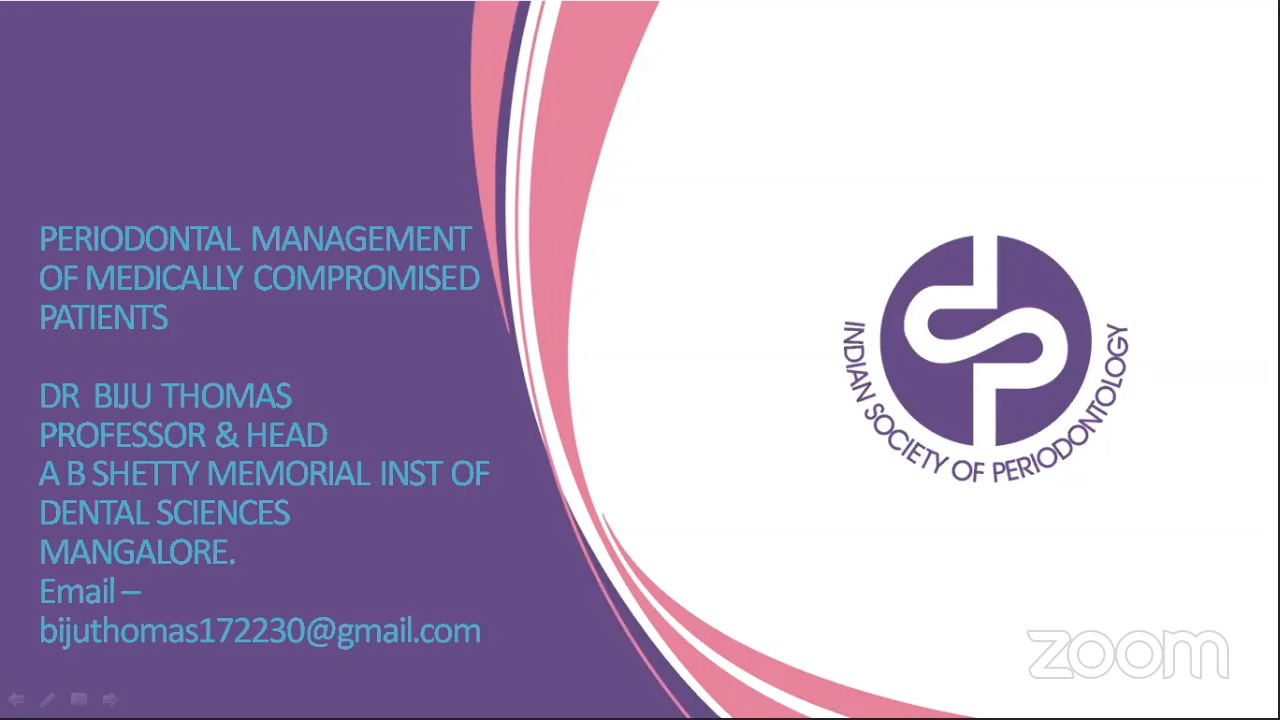 PERIODONTAL MANAGEMENT
OF MEDICALLY COMPROMISED
PATIENTS
DR BIJU THOMAS
PROFESSOR & HEAD
A B SHETTY MEMORIAL INST OF
DENTAL SCIENCES
MANGALORE.
Email –
bijuthomas172230@gmail.com
INDIAN SOCIETY OF PERIODONTOLOGY
zoom